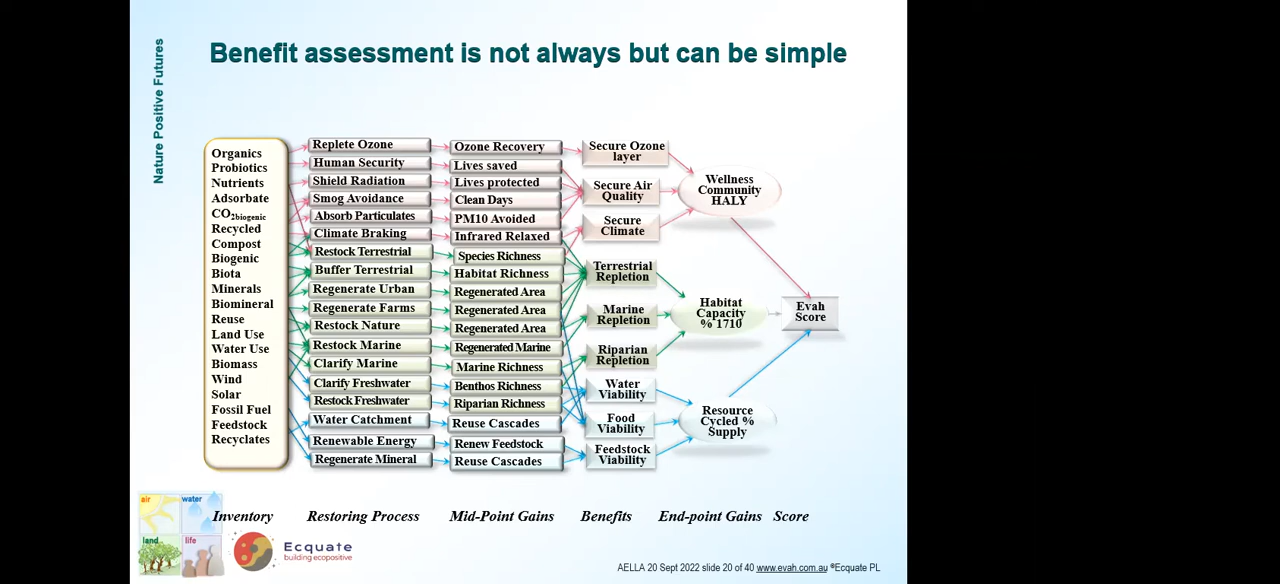 Nature Positive Futures
Benefit assessment is not always but can be simple
Organics
Probiotics
Nutrients
Adsorbate
CO2biogenic
Recycled
Compost
Biogenic
Biota
Minerals
Biomineral
Reuse
Land Use
Water Use
Biomass
Wind
Solar
Fossil Fuel
Feedstock
Recyclates
Replete Ozone
Human Security
Shield Radiation
Smog Avoidance
Absorb Particulates
Climate Braking
Restock Terrestrial
Buffer Terrestrial
Regenerate Urban
Regenerate Farms
Restock Nature
Restock Marine
Clarify Marine
Clarify Freshwater
Restock Freshwater
Water Catchment
Renewable Energy
Regenerate Mineral
Ozone Recovery
Lives saved
Lives protected
Clean Days
PM10 Avoided
Infrared Relaxed
Species Richness
Habitat Richness
Regenerated Area
Regenerated Area
Regenerated Area
Regenerated Marine
Marine Richness
Benthos Richness
Riparian Richness
Reuse Cascades
Renew Feedstock
Reuse Cascades
Secure Ozone
layer
Secure Air
Quality
Secure
Climate
Terrestrial
Repletion
Marine
Repletion
Riparian
Repletion
Water
Viability
Food
Viability
Feedstock
Viability
Wellness
Community
HALY
Habitat
Capacity
% 1710
Resource
Cycled %
Supply
Evah
Score
Inventory
Restoring Process
Mid-Point Gains
Benefits
End-point Gains
Score
air
water
land
life
Ecquate
building ecopositive
AELLA 20 Sept 2022 slide 20 of 40 www.evah.com.au ®Ecquate PL